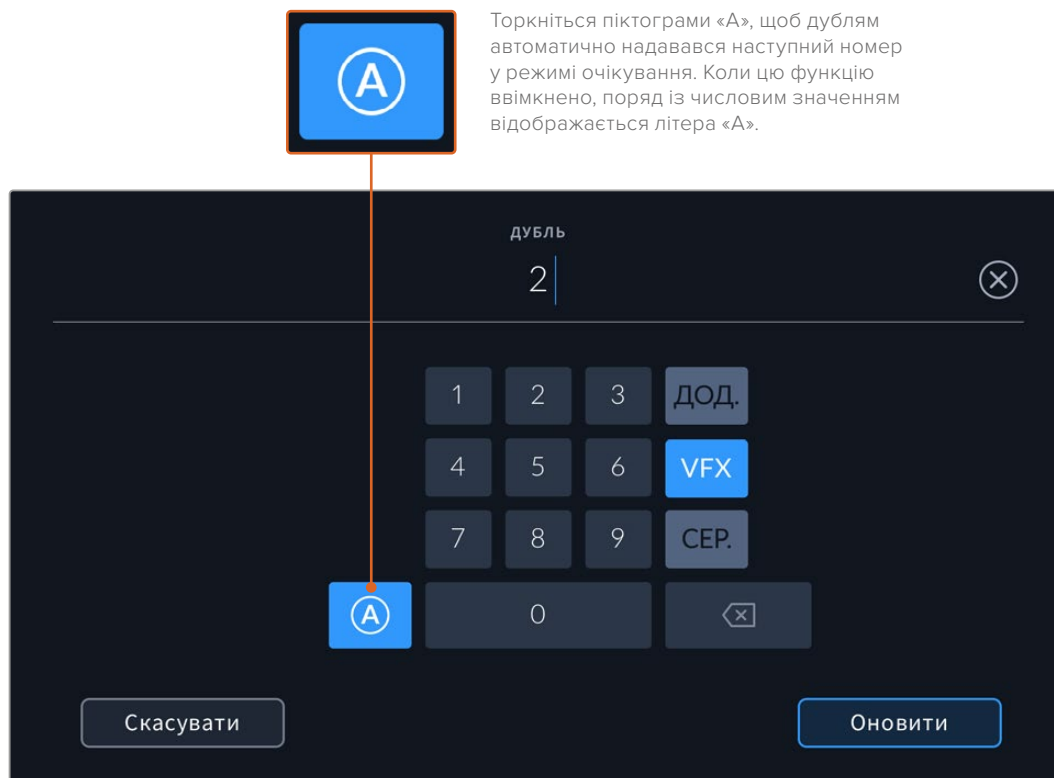 A
Торкніться піктограми «А», щоб дублям
автоматично надавався наступний номер
у режимі очікування. Коли цю функцію
ввімкнено, поряд із числовим значенням
відображається літера «А».
ДУБЛЬ
2
1 2 3 ДОД.
4 5 6 VFX
7 8 9 СЕР.
A 0
Скасувати Оновити